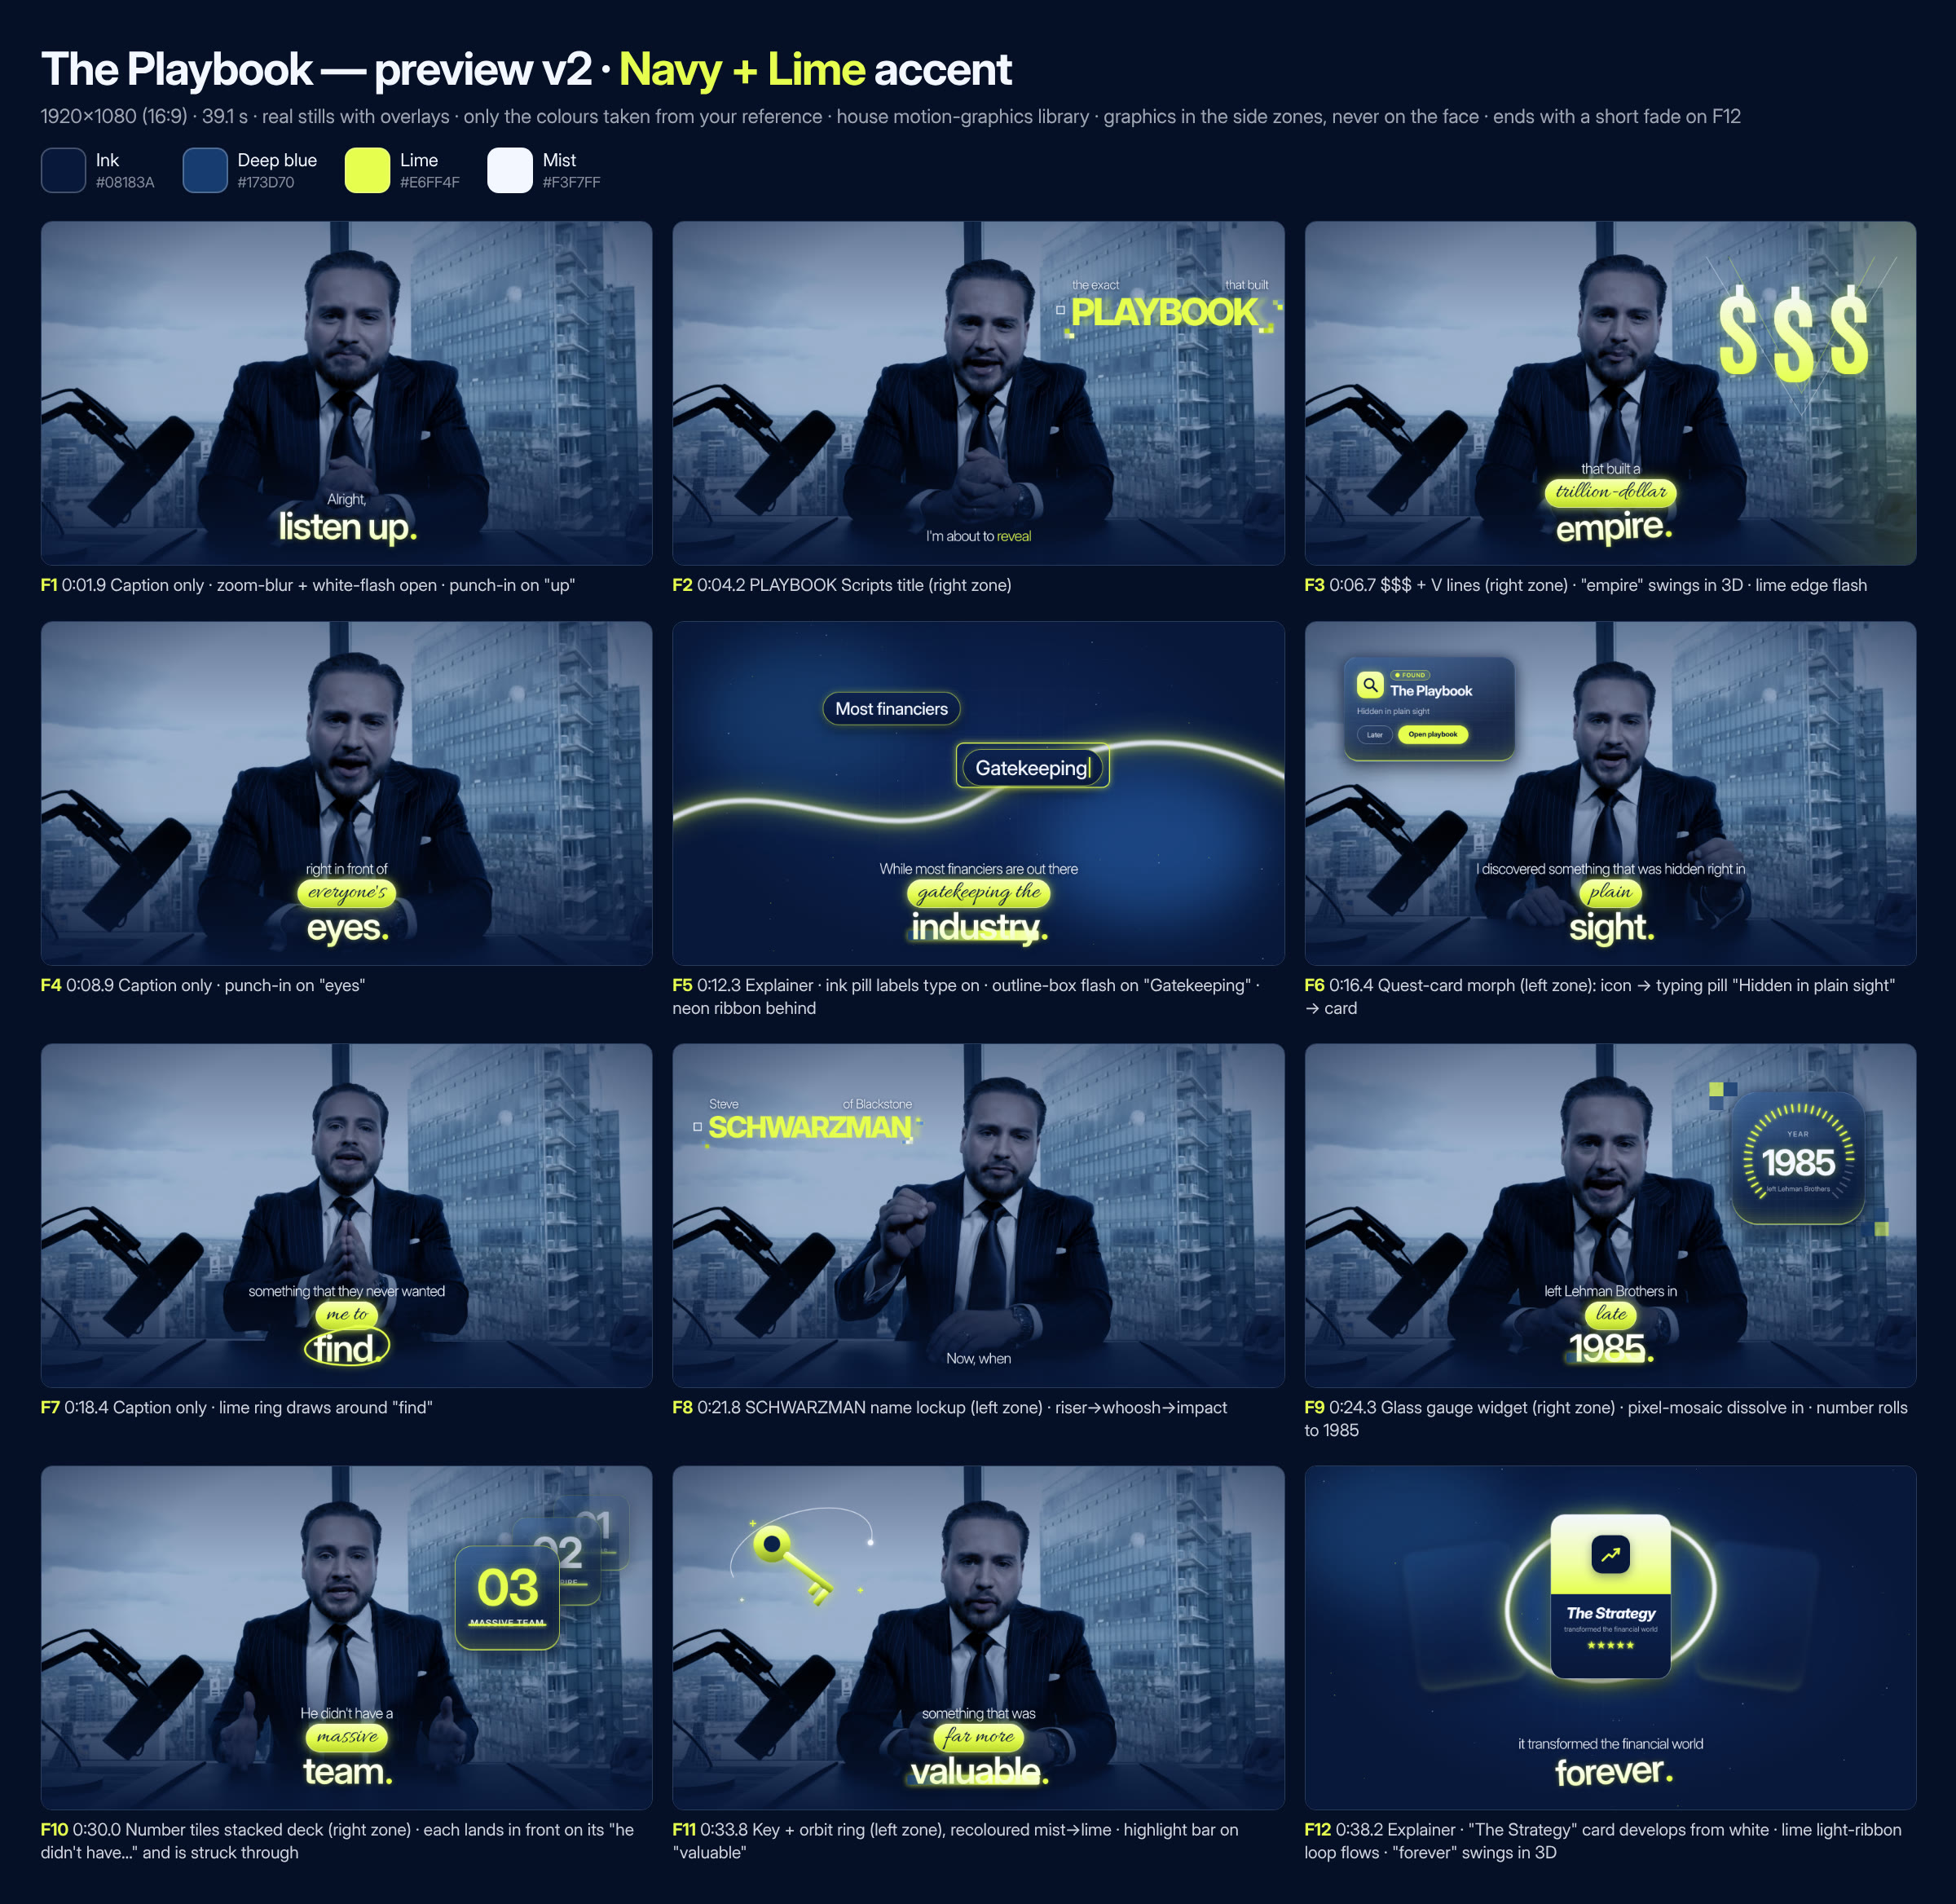 The Playbook — preview v2 · Navy + Lime accent
1920×1080 (16:9) · 39.1 s · real stills with overlays · only the colours taken from your reference · house motion-graphics library · graphics in the side zones, never on the face · ends with a short fade on F12
Ink
#08183A
Deep blue
#173D70
Lime
#E6FF4F
Mist
#F3F7FF
Alright,
listen up.
F1 0:01.9 Caption only · zoom-blur + white-flash open · punch-in on "up"
the exact that built
PLAYBOOK
I'm about to reveal
F2 0:04.2 PLAYBOOK Scripts title (right zone)
$$$
that built a
trillion-dollar
empire.
F3 0:06.7 $$$ + V lines (right zone) · "empire" swings in 3D · lime edge flash
right in front of
everyone's
eyes.
F4 0:08.9 Caption only · punch-in on "eyes"
Most financiers
Gatekeeping
While most financiers are out there
gatekeeping the
industry.
F5 0:12.3 Explainer · ink pill labels type on · outline-box flash on "Gatekeeping" ·
neon ribbon behind
FOUND
The Playbook
Hidden in plain sight
Later Open playbook
I discovered something that was hidden right in
plain
sight.
F6 0:16.4 Quest-card morph (left zone): icon → typing pill "Hidden in plain sight"
→ card
something that they never wanted
me to
find.
F7 0:18.4 Caption only · lime ring draws around "find"
Steve of Blackstone
SCHWARZMAN
Now, when
F8 0:21.8 SCHWARZMAN name lockup (left zone) · riser→whoosh→impact
YEAR
1985
left Lehman Brothers
left Lehman Brothers in
late
1985.
F9 0:24.3 Glass gauge widget (right zone) · pixel-mosaic dissolve in · number rolls
to 1985
01
02
03
MASSIVE TEAM
He didn't have a
massive
team.
F10 0:30.0 Number tiles stacked deck (right zone) · each lands in front on its "he
didn't have..." and is struck through
something that was
far more
valuable.
F11 0:33.8 Key + orbit ring (left zone), recoloured mist→lime · highlight bar on
"valuable"
The Strategy
transformed the financial world
★★★★★
it transformed the financial world
forever.
F12 0:38.2 Explainer · "The Strategy" card develops from white · lime light-ribbon
loop flows · "forever" swings in 3D